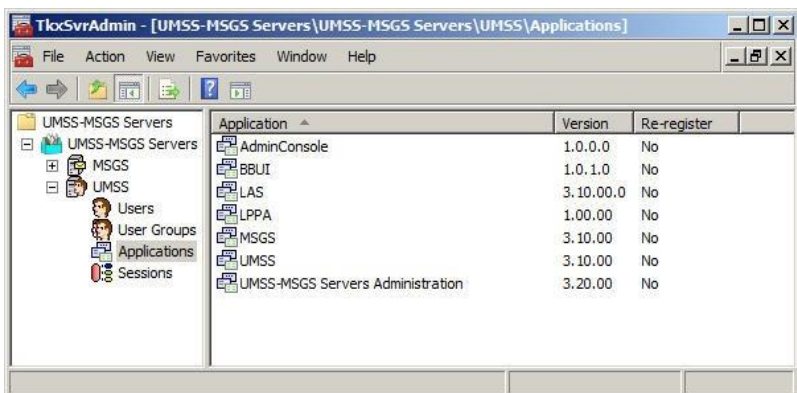 TkxSvrAdmin - [UMSS-MSGS Servers\UMSS-MSGS Servers\UMSS\Applications]
File Action View Favorites Window Help
UMSS-MSGS Servers
UMSS-MSGS Servers
MSGS
UMSS
Users
User Groups
Applications
Sessions
Application Version Re-register
AdminConsole 1.0.0.0 No
BBUI 1.0.1.0 No
LAS 3.10.00.0 No
LPPA 1.00.00 No
MSGS 3.10.00 No
UMSS 3.10.00 No
UMSS-MSGS Servers Administration 3.20.00 No